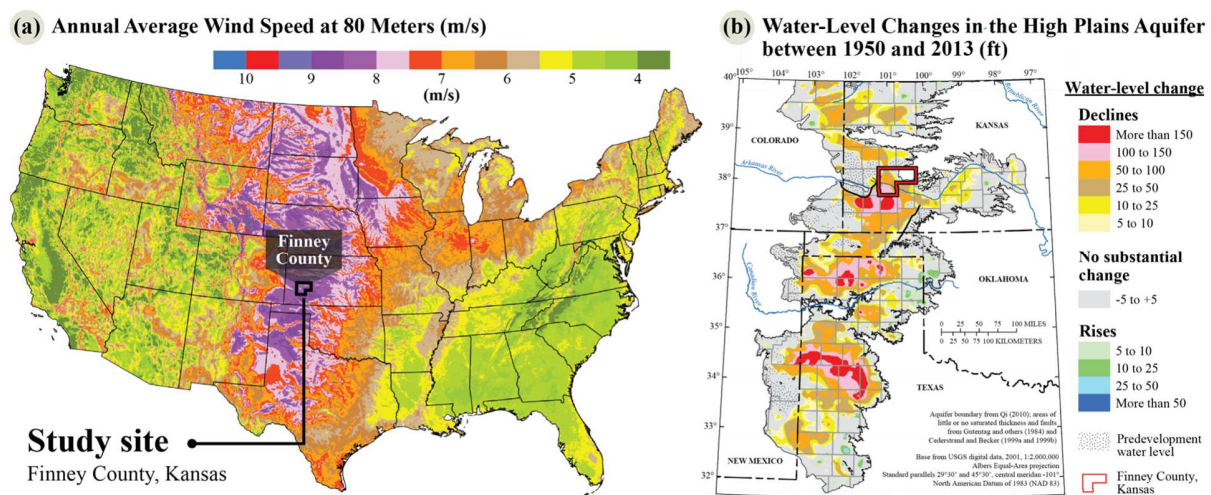 (a) Annual Average Wind Speed at 80 Meters (m/s)
10 9 8 7 6 5 4
(m/s)
Finney
County
Study site
Finney County, Kansas
(b) Water-Level Changes in the High Plains Aquifer
between 1950 and 2013 (ft)
105° 104° 103° 102° 101° 100° 99° 98° 97°
40°
39°
38°
37°
36°
35°
34°
33°
32°
Republican River
COLORADO
KANSAS
Arkansas River
OKLAHOMA
Canadian River
0 25 50 75 100 MILES
0 25 50 75 100 KILOMETERS
TEXAS
NEW MEXICO
Aquifer boundary from Qi (2010); areas of
little or no saturated thickness and faults
from Gutentag and others (1984) and
Cederstrand and Becker (1999a and 1999b)
Base from USGS digital data, 2001, 1:2,000,000
Albers Equal-Area projection
Standard parallels 29°30' and 45°30', central meridan -101°
North American Datum of 1983 (NAD 83)
Water-level change
Declines
More than 150
100 to 150
50 to 100
25 to 50
10 to 25
5 to 10
No substantial
change
-5 to +5
Rises
5 to 10
10 to 25
25 to 50
More than 50
Predevelopment
water level
Finney County,
Kansas